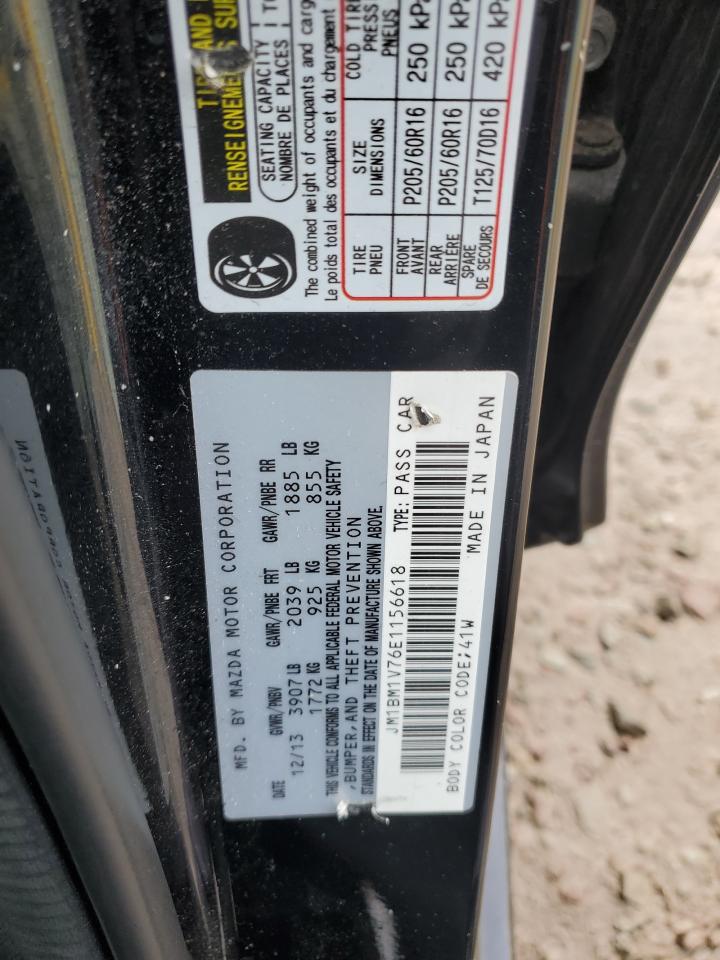 TIRE AND
RENSEIGNEMENTS SUR
SEATING CAPACITY
NOMBRE DE PLACES
The combined weight of occupants and carg
Le poids total des occupants et du chargement
TIRE
PNEU
SIZE
DIMENSIONS
COLD TIRE
PRESS
PNEUS
FRONT
AVANT
P205/60R16
250 kPa
REAR
ARRIÈRE
P205/60R16
250 kPa
SPARE
DE SECOURS
T125/70D16
420 kPa
MFD. BY MAZDA MOTOR CORPORATION
DATE GVWR/PNBV GAWR/PNBE FRT GAWR/PNBE RR
12/13 3907 LB 2039 LB 1885 LB
1772 KG 925 KG 855 KG
THIS VEHICLE CONFORMS TO ALL APPLICABLE FEDERAL MOTOR VEHICLE SAFETY
,BUMPER, AND THEFT PREVENTION
STANDARDS IN EFFECT ON THE DATE OF MANUFACTURE SHOWN ABOVE.
JM1BM1V76E1156618 TYPE: PASS CAR
BODY COLOR CODE;41W MADE IN JAPAN